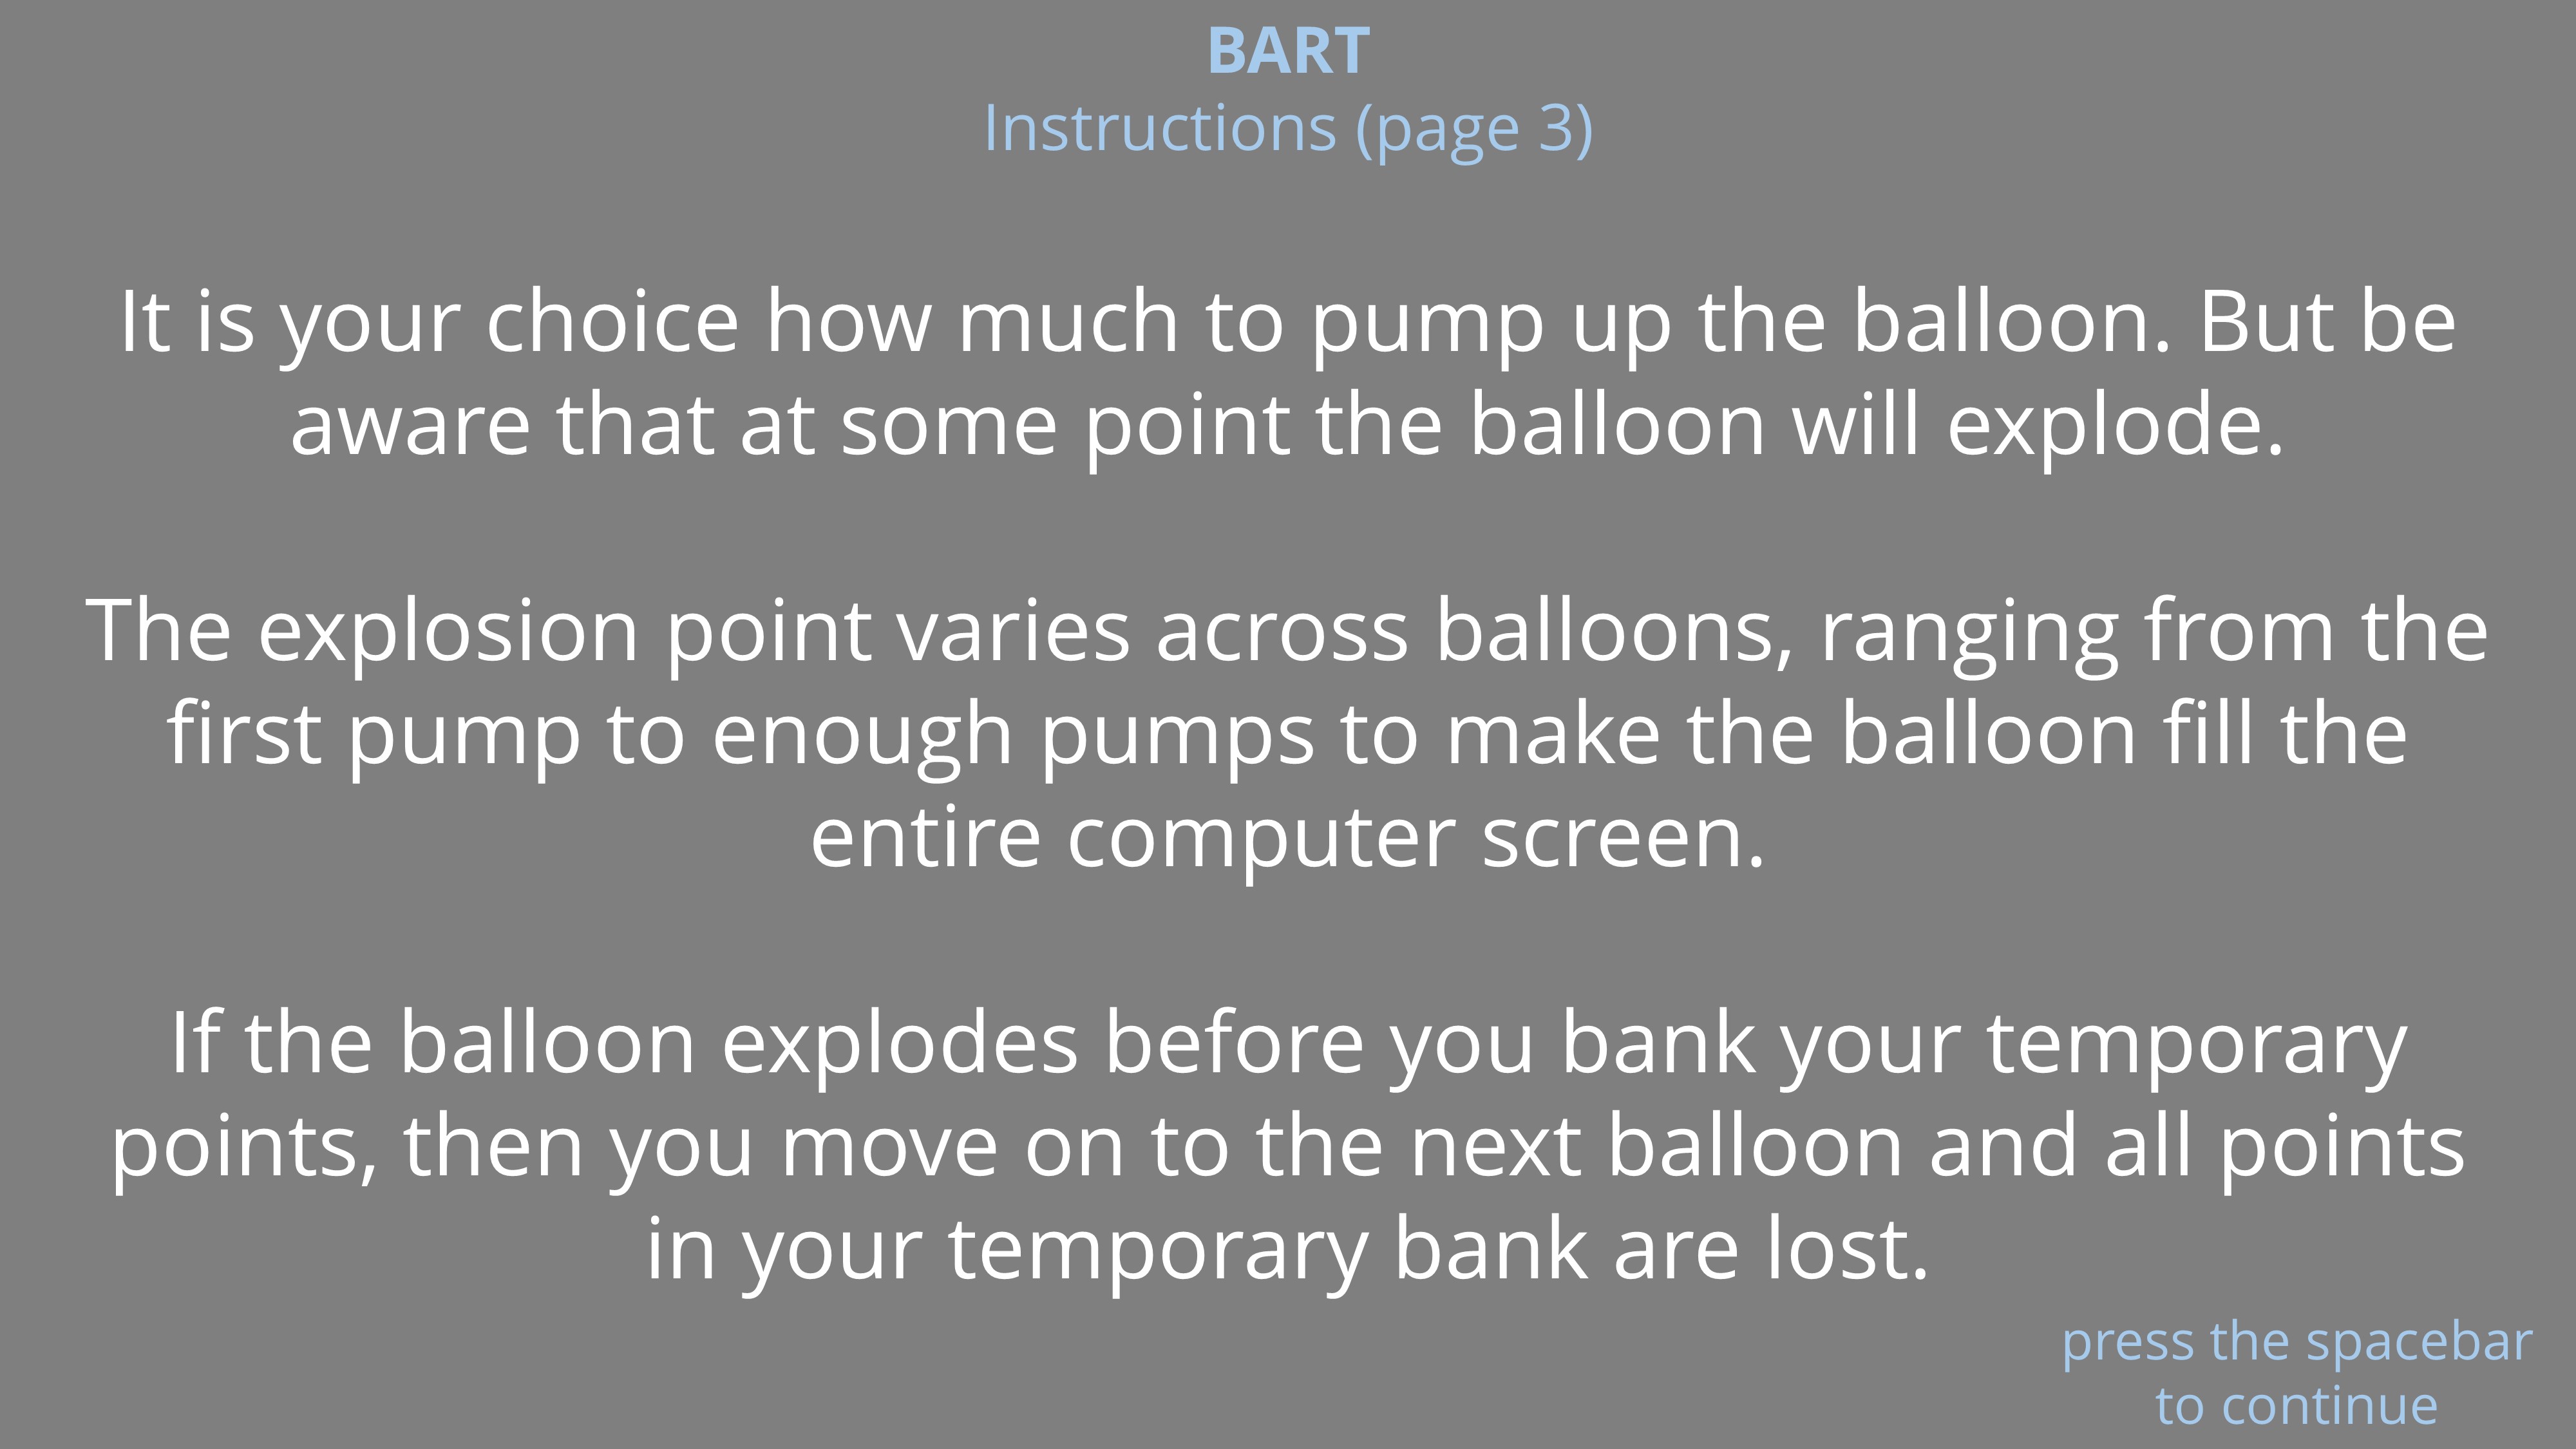 BART
Instructions (page 3)
It is your choice how much to pump up the balloon. But be
aware that at some point the balloon will explode.
The explosion point varies across balloons, ranging from the
first pump to enough pumps to make the balloon fill the
entire computer screen.
If the balloon explodes before you bank your temporary
points, then you move on to the next balloon and all points
in your temporary bank are lost.
press the spacebar
to continue